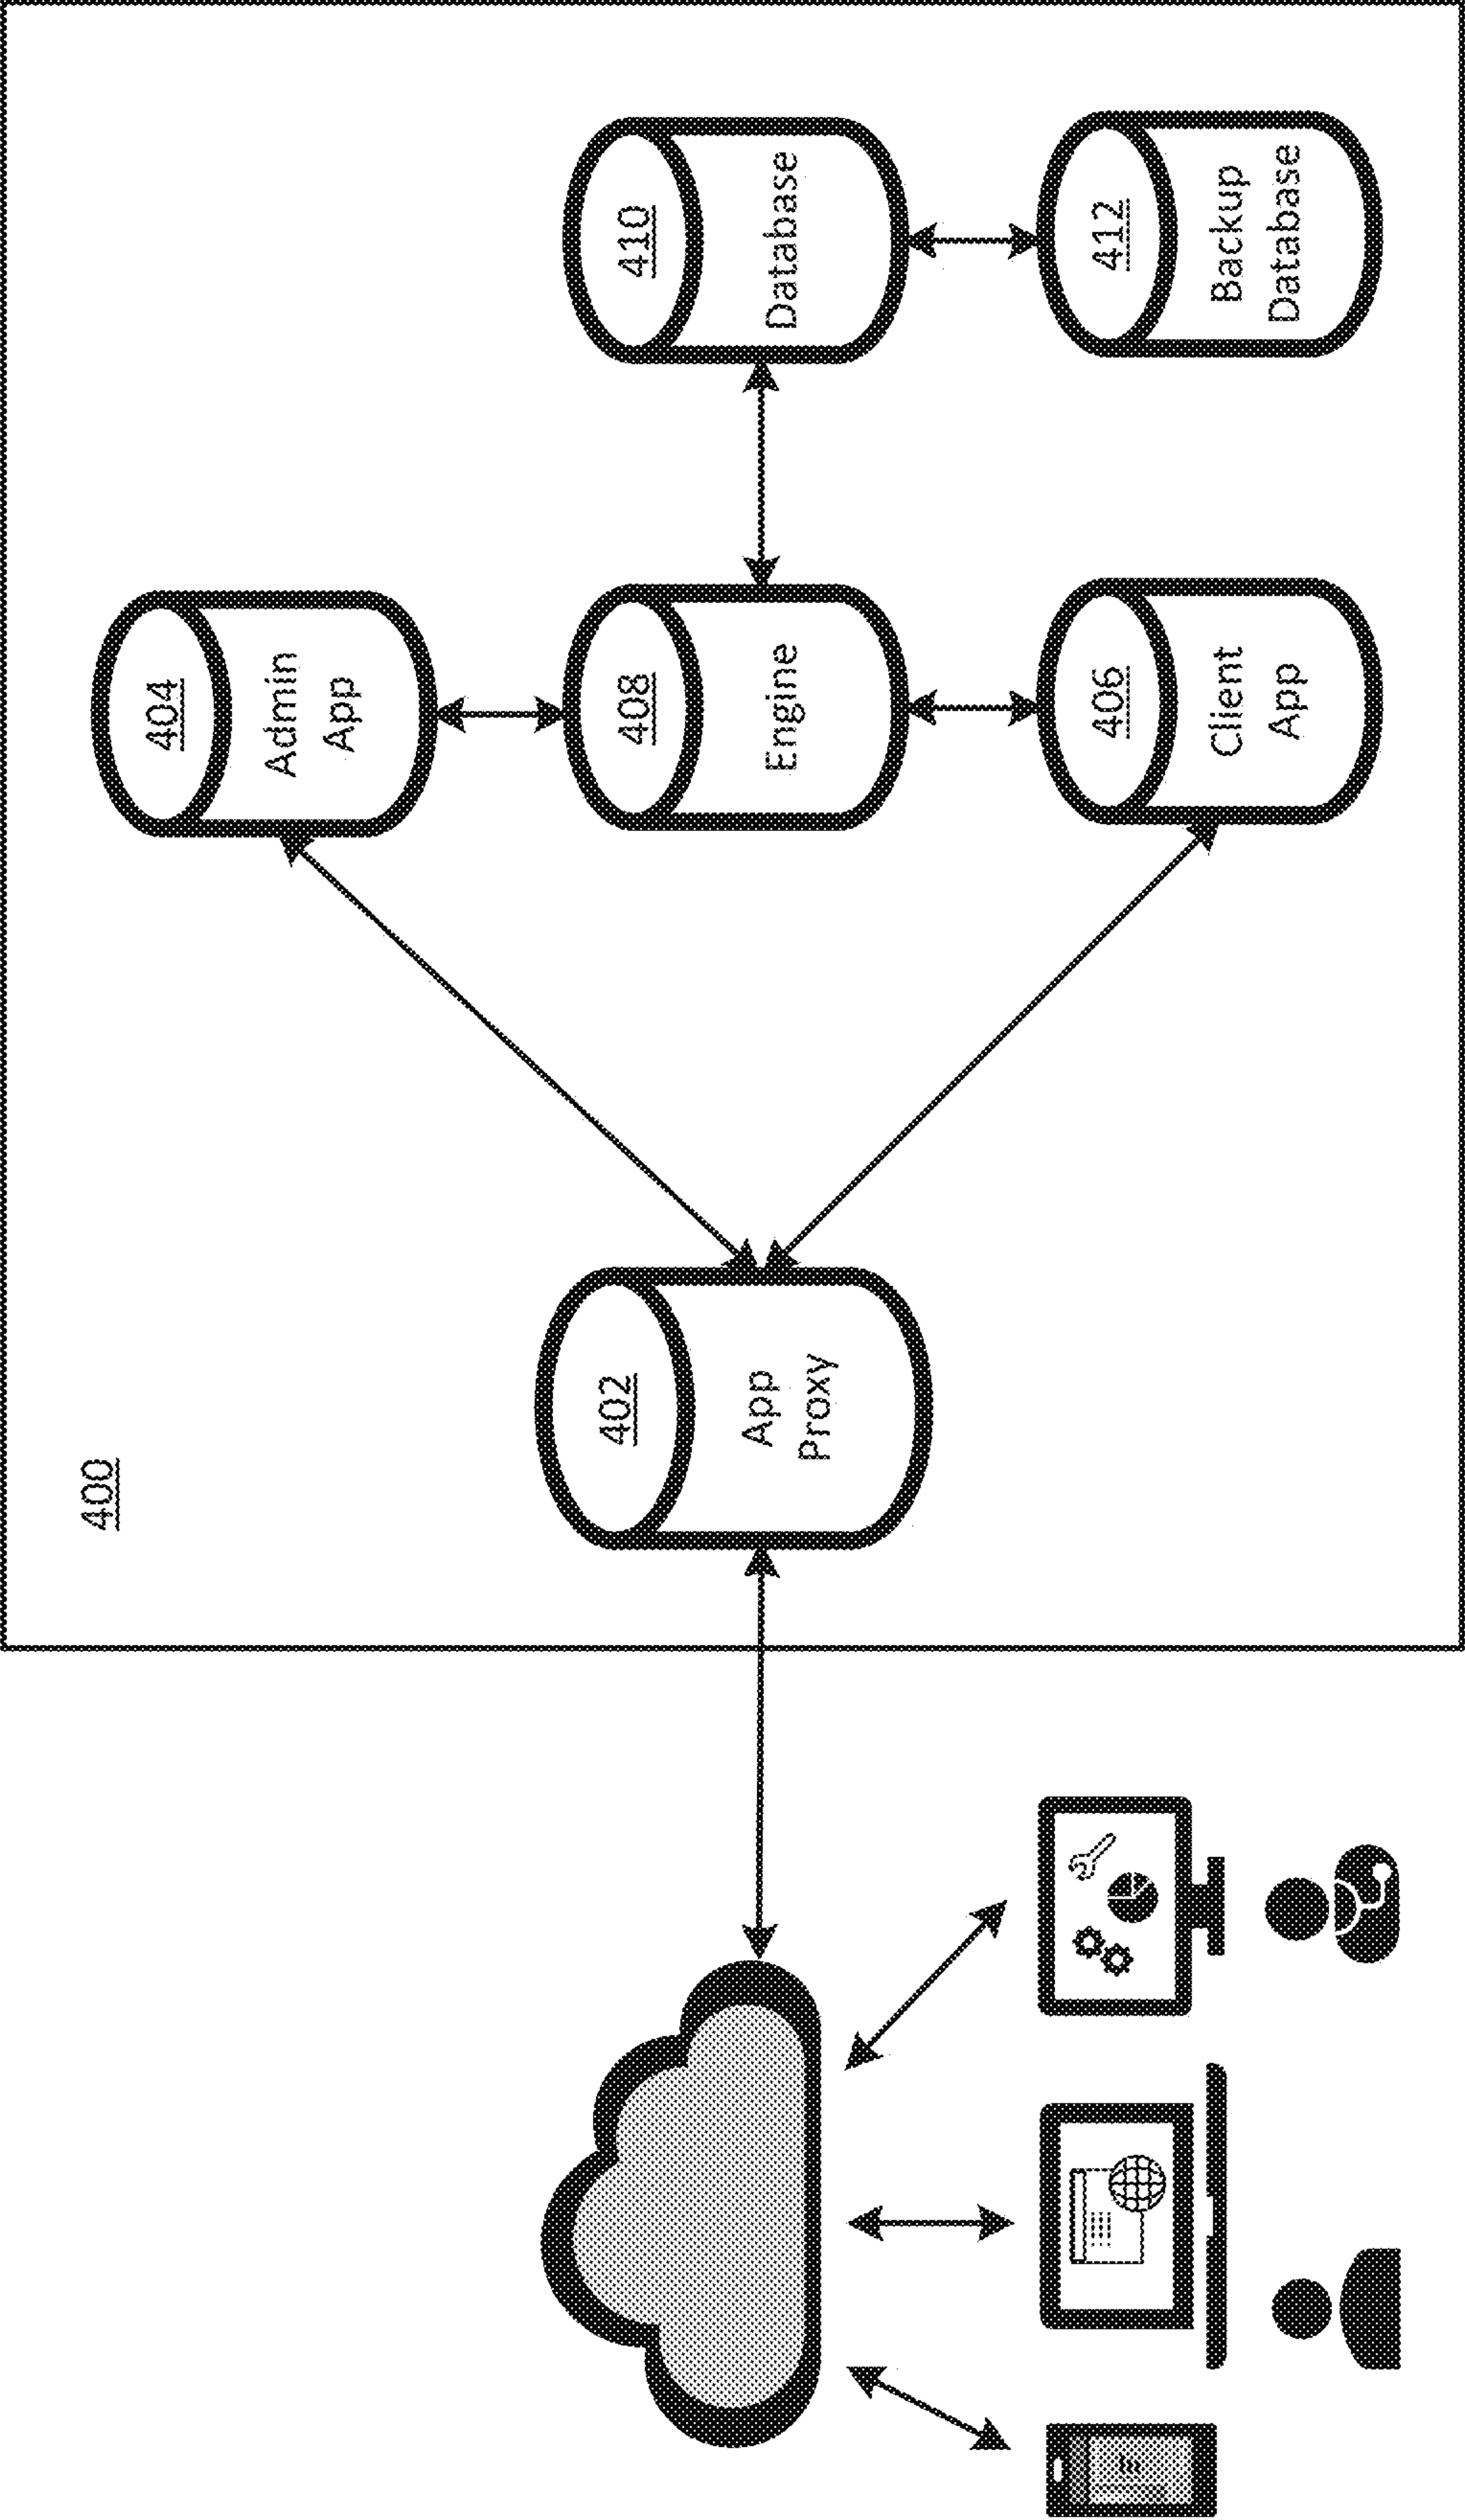 400
402
App
Proxy
404
Admin
App
408
Engine
406
Client
App
410
Database
412
Backup
Database